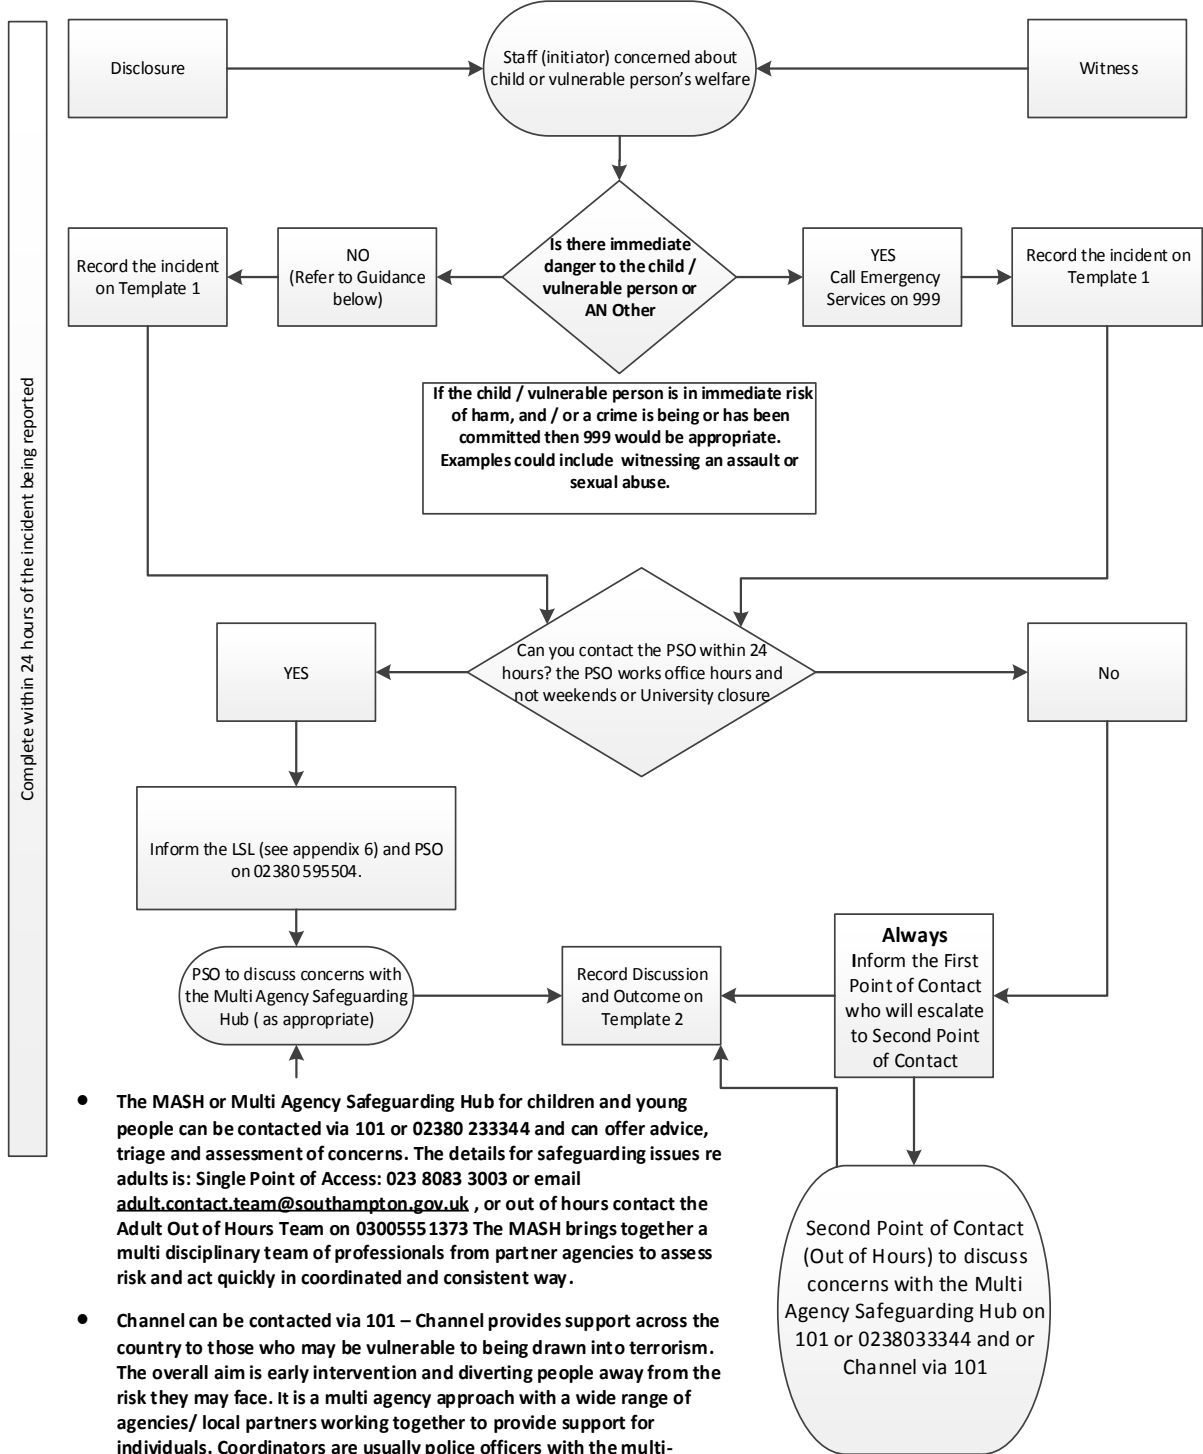 Complete within 24 hours of the incident being reported
Disclosure
Staff (initiator) concerned about
child or vulnerable person's welfare
Witness
Is there immediate
danger to the child /
vulnerable person or
AN Other
Record the incident
on Template 1
NO
(Refer to Guidance
below)
YES
Call Emergency
Services on 999
Record the incident on
Template 1
If the child / vulnerable person is in immediate risk
of harm, and / or a crime is being or has been
committed then 999 would be appropriate.
Examples could include witnessing an assault or
sexual abuse.
Can you contact the PSO within 24
hours? the PSO works office hours and
not weekends or University closure
YES
No
Inform the LSL (see appendix 6) and PSO
on 02380 595504.
PSO to discuss concerns with
the Multi Agency Safeguarding
Hub ( as appropriate)
Record Discussion
and Outcome on
Template 2
Always
Inform the First
Point of Contact
who will escalate
to Second Point
of Contact
• The MASH or Multi Agency Safeguarding Hub for children and young
people can be contacted via 101 or 02380 233344 and can offer advice,
triage and assessment of concerns. The details for safeguarding issues re
adults is: Single Point of Access: 023 8083 3003 or email
adult.contact.team@southampton.gov.uk , or out of hours contact the
Adult Out of Hours Team on 03005551373 The MASH brings together a
multi disciplinary team of professionals from partner agencies to assess
risk and act quickly in coordinated and consistent way.
• Channel can be contacted via 101 – Channel provides support across the
country to those who may be vulnerable to being drawn into terrorism.
The overall aim is early intervention and diverting people away from the
risk they may face. It is a multi agency approach with a wide range of
agencies/ local partners working together to provide support for
individuals. Coordinators are usually police officers with the multi-
Second Point of Contact
(Out of Hours) to discuss
concerns with the Multi
Agency Safeguarding Hub on
101 or 0238033344 and or
Channel via 101